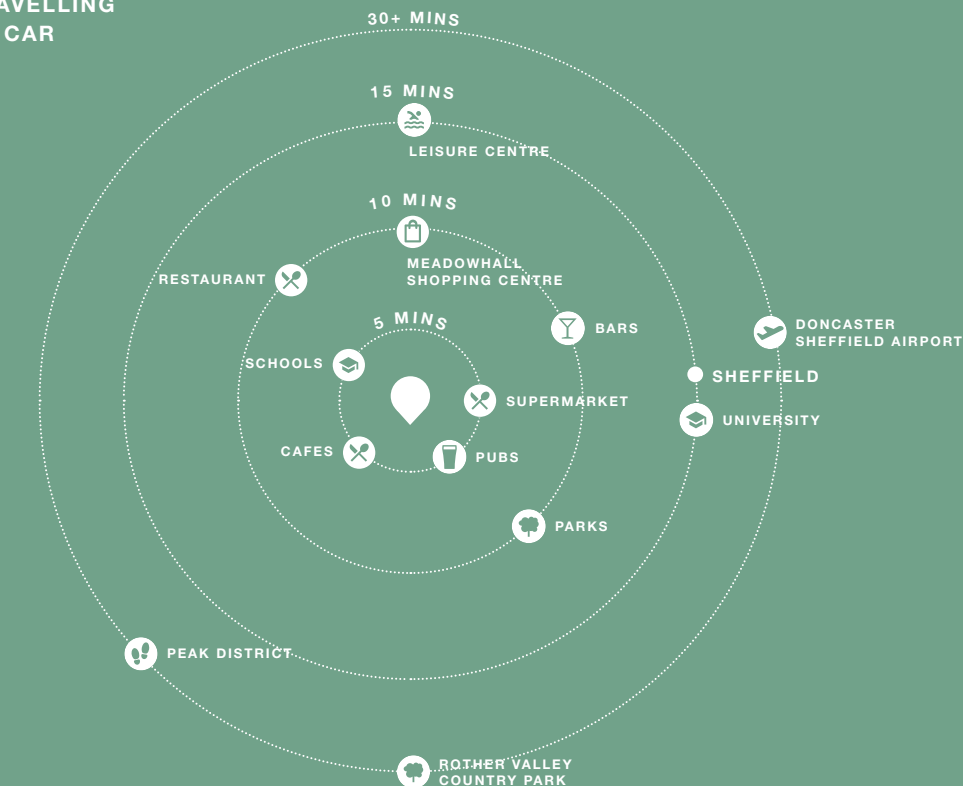 AVELLING
CAR
30+ MINS
15 MINS
LEISURE CENTRE
10 MINS
MEADOWHALL
SHOPPING CENTRE
RESTAURANT
BARS
DONCASTER
SHEFFIELD AIRPORT
5 MINS
SCHOOLS
SHEFFIELD
SUPERMARKET
UNIVERSITY
CAFES
PUBS
PARKS
PEAK DISTRICT
ROTHER VALLEY
COUNTRY PARK